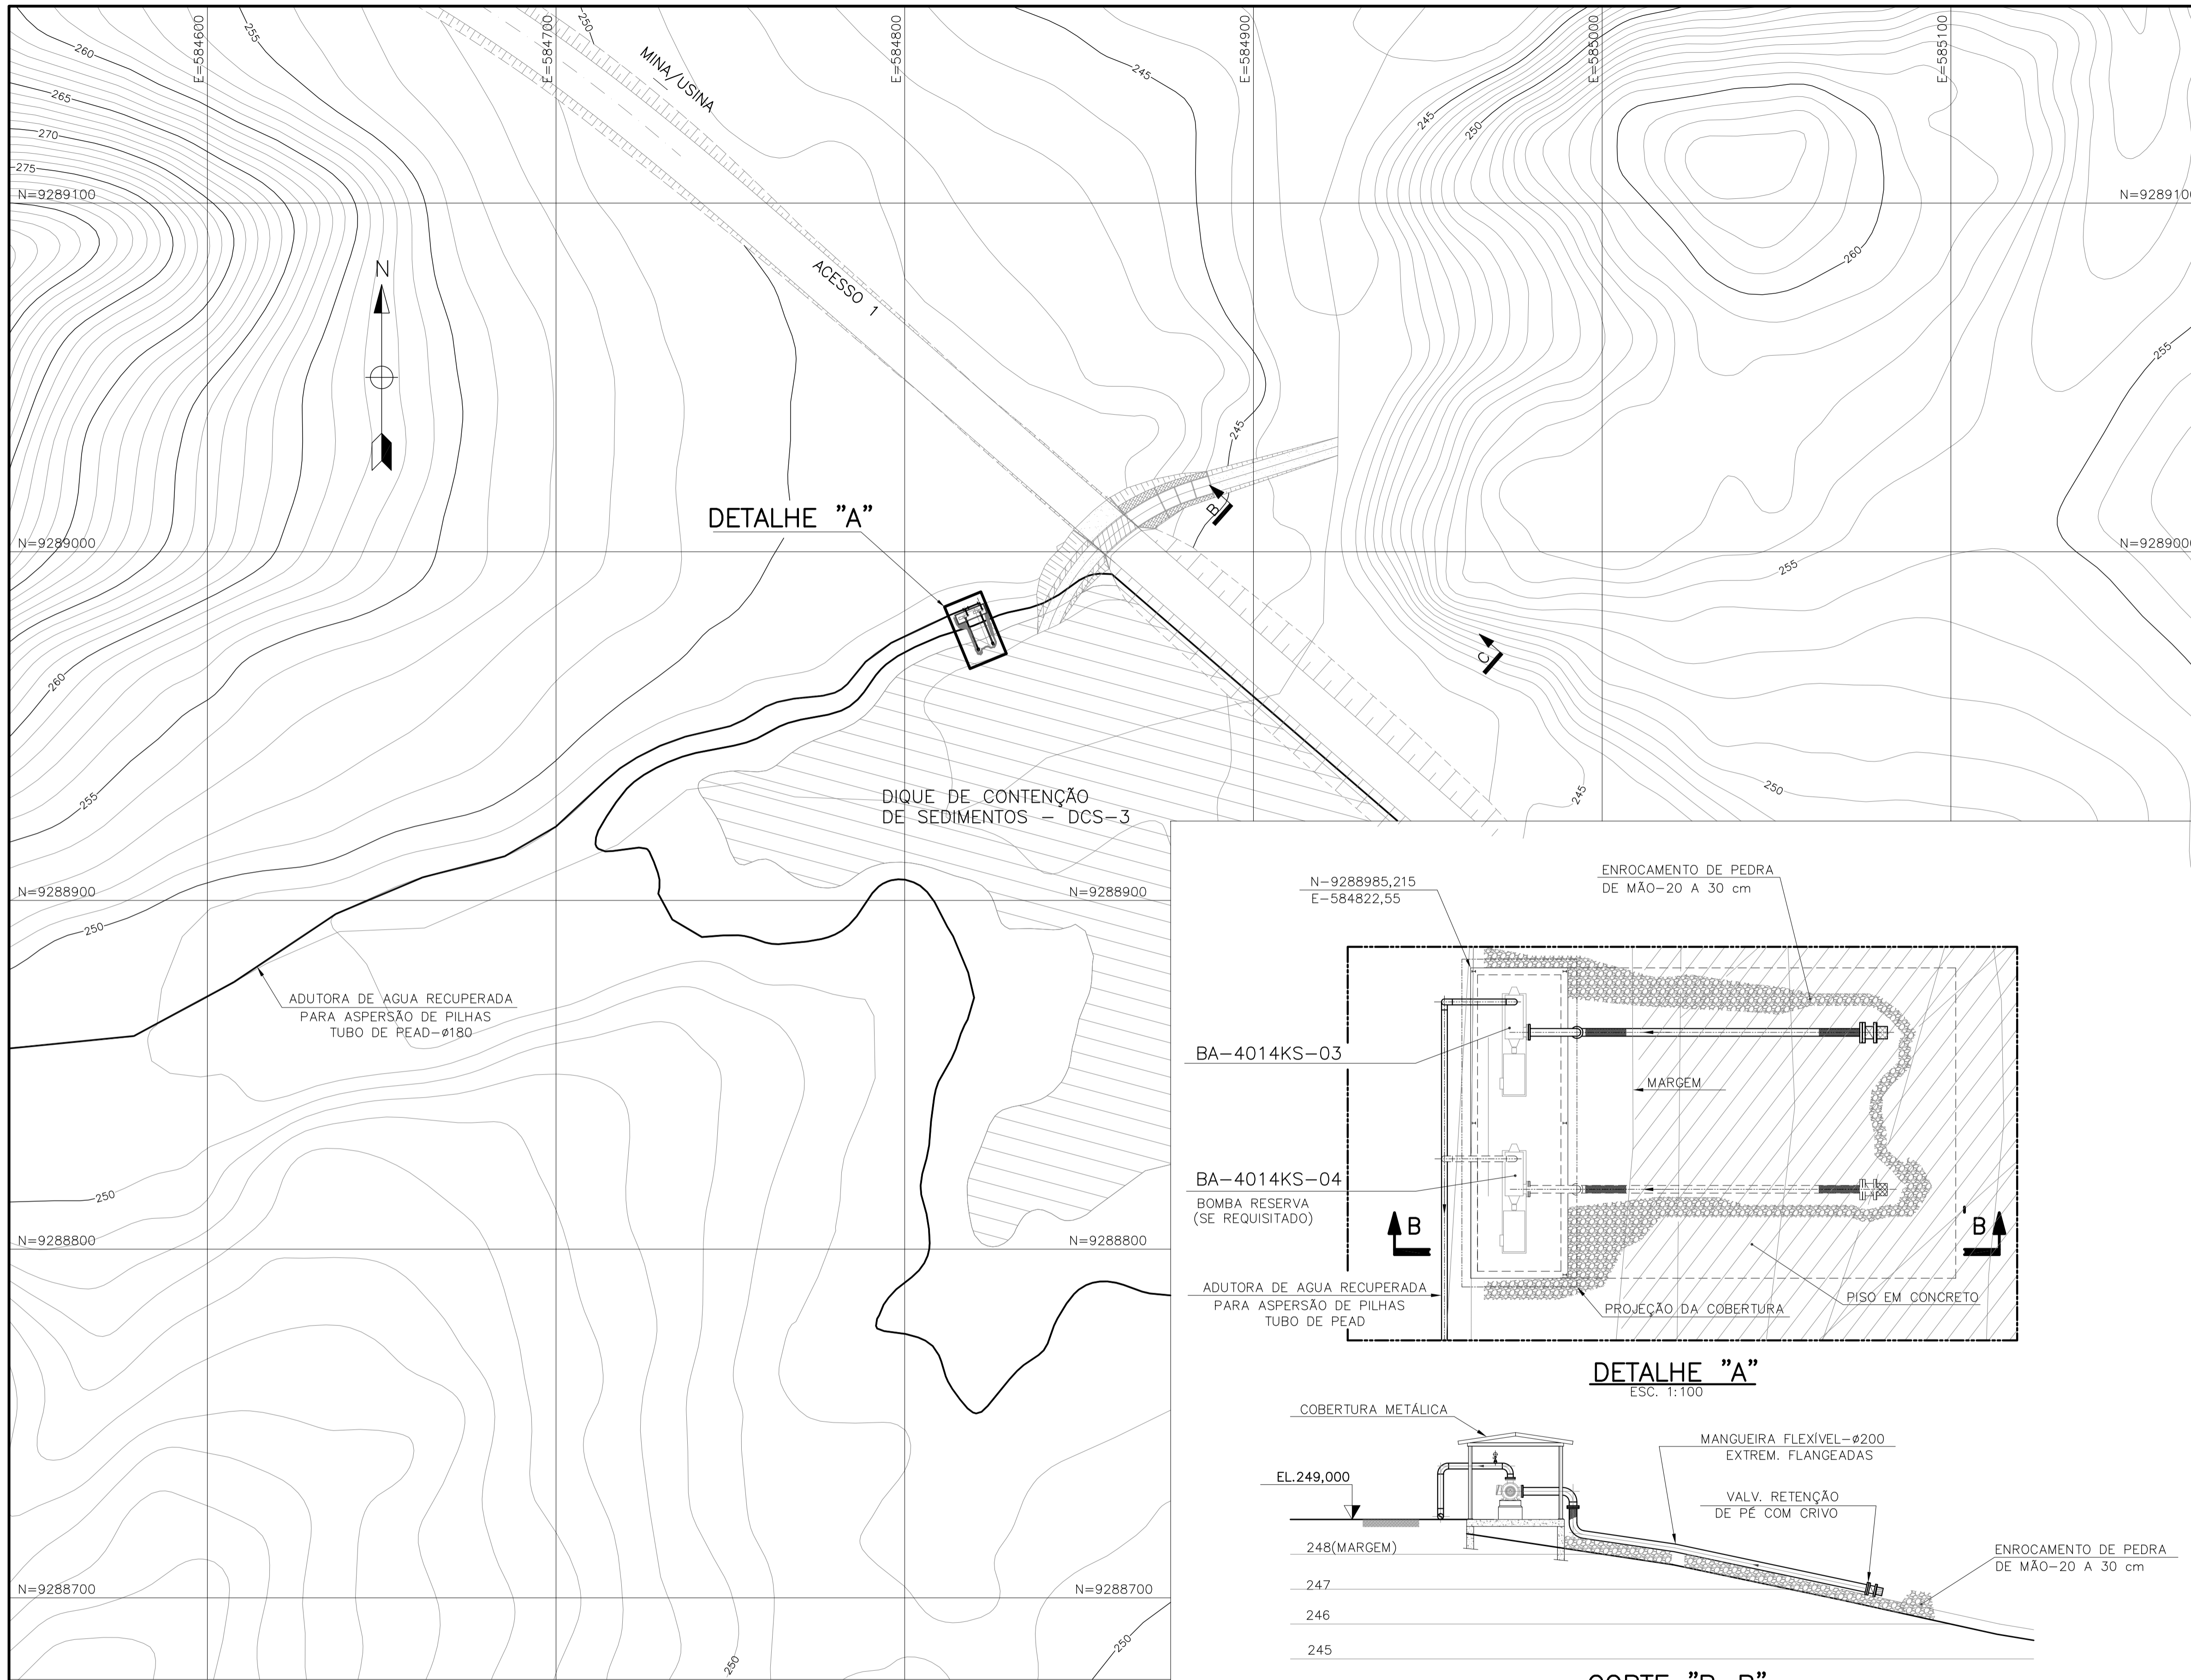 E=584600
E=584700
E=584800
E=584900
E=585000
E=585100
260
255
250
245
265
270
275
MINA/USINA
245
250
N=9289100
N=9289100
ACESSO 1
N
260
255
245
DETALHE "A"
B
N=9289000
N=9289000
255
C
260
255
250
245
250
DIQUE DE CONTENÇÃO
DE SEDIMENTOS - DCS-3
N=9288900
N=9288900
250
ADUTORA DE AGUA RECUPERADA
PARA ASPERSÃO DE PILHAS
TUBO DE PEAD-ø180
250
N=9288800
N=9288800
N=9288700
N=9288700
250
250
N-9288985,215
E-584822,55
ENROCAMENTO DE PEDRA
DE MÃO-20 A 30 cm
BA-4014KS-03
MARGEM
BA-4014KS-04
BOMBA RESERVA
(SE REQUISITADO)
B
B
ADUTORA DE AGUA RECUPERADA
PARA ASPERSÃO DE PILHAS
TUBO DE PEAD
PROJEÇÃO DA COBERTURA
PISO EM CONCRETO
DETALHE "A"
ESC. 1:100
COBERTURA METÁLICA
MANGUEIRA FLEXÍVEL-ø200
EXTREM. FLANGEADAS
EL.249,000
VALV. RETENÇÃO
DE PÉ COM CRIVO
248(MARGEM)
ENROCAMENTO DE PEDRA
DE MÃO-20 A 30 cm
247
246
245
CORTE "B-B"